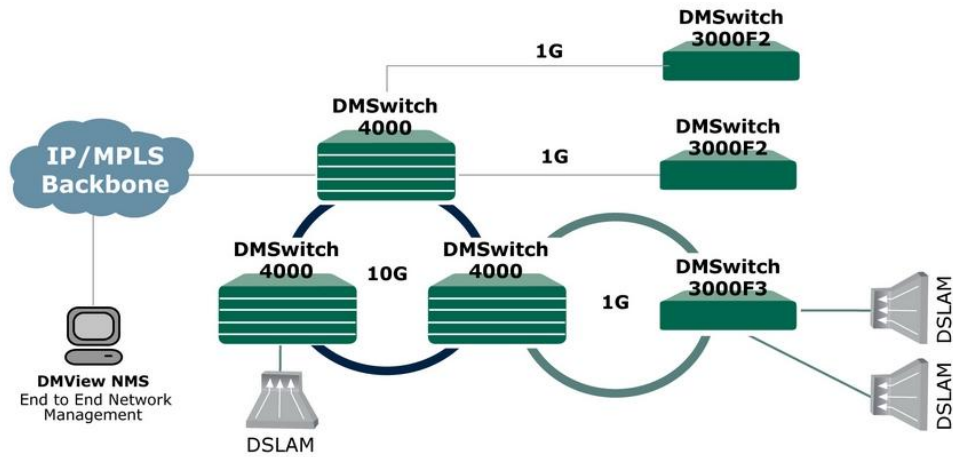 DMSwitch
3000F2
1G
DMSwitch
4000
DMSwitch
3000F2
IP/MPLS
Backbone
1G
DMSwitch
4000
10G
DMSwitch
4000
DMSwitch
3000F3
1G
DSLAM
DSLAM
DMView NMS
End to End Network
Management
DSLAM